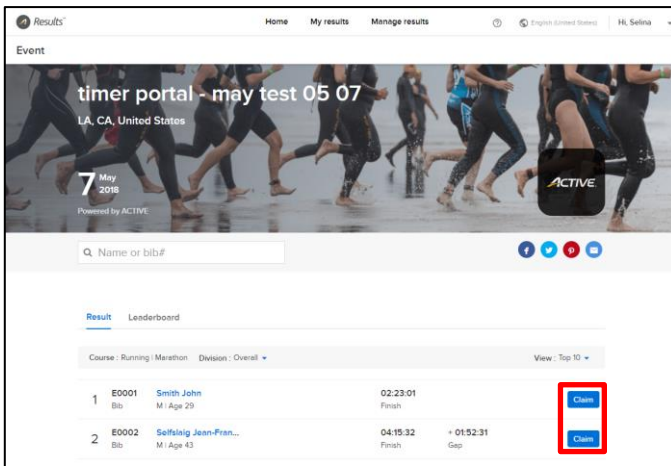 Results
Home My results Manage results English (United States) Hi, Selina
Event
timer portal - may test 05 07
LA, CA, United States
7 May 2018
Powered by ACTIVE
ACTIVE
Name or bib#
Result Leaderboard
Course : Running | Marathon Division : Overall View : Top 10
1 E0001 Smith John 02:23:01 Claim
Bib M | Age 29 Finish
2 E0002 Selfslaig Jean-Fran... 04:15:32 + 01:52:31 Claim
Bib M | Age 43 Finish Gap